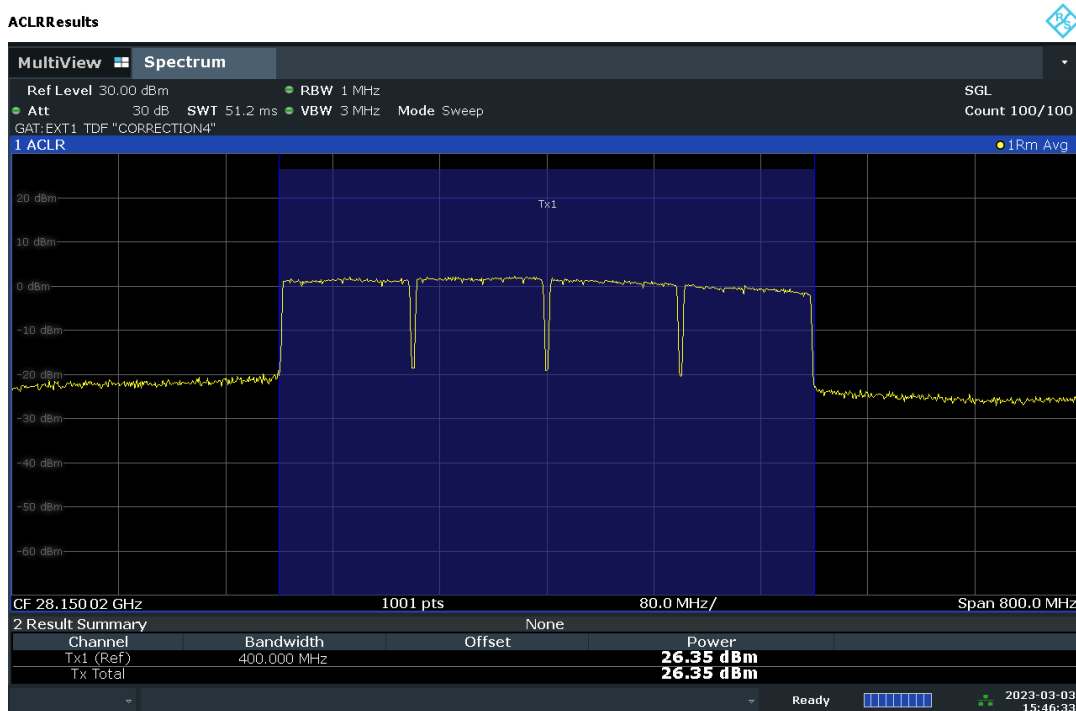 ACLRResults
R&S
MultiView Spectrum
Ref Level 30.00 dBm RBW 1 MHz SGL
Att 30 dB SWT 51.2 ms VBW 3 MHz Mode Sweep Count 100/100
GAT:EXT1 TDF "CORRECTION4"
1 ACLR 1Rm Avg
Tx1
20 dBm
10 dBm
0 dBm
-10 dBm
-20 dBm
-30 dBm
-40 dBm
-50 dBm
-60 dBm
CF 28.150 02 GHz 1001 pts 80.0 MHz/ Span 800.0 MHz
2 Result Summary None
Channel Bandwidth Offset Power
Tx1 (Ref) 400.000 MHz 26.35 dBm
Tx Total 26.35 dBm
Ready 2023-03-03
15:46:33